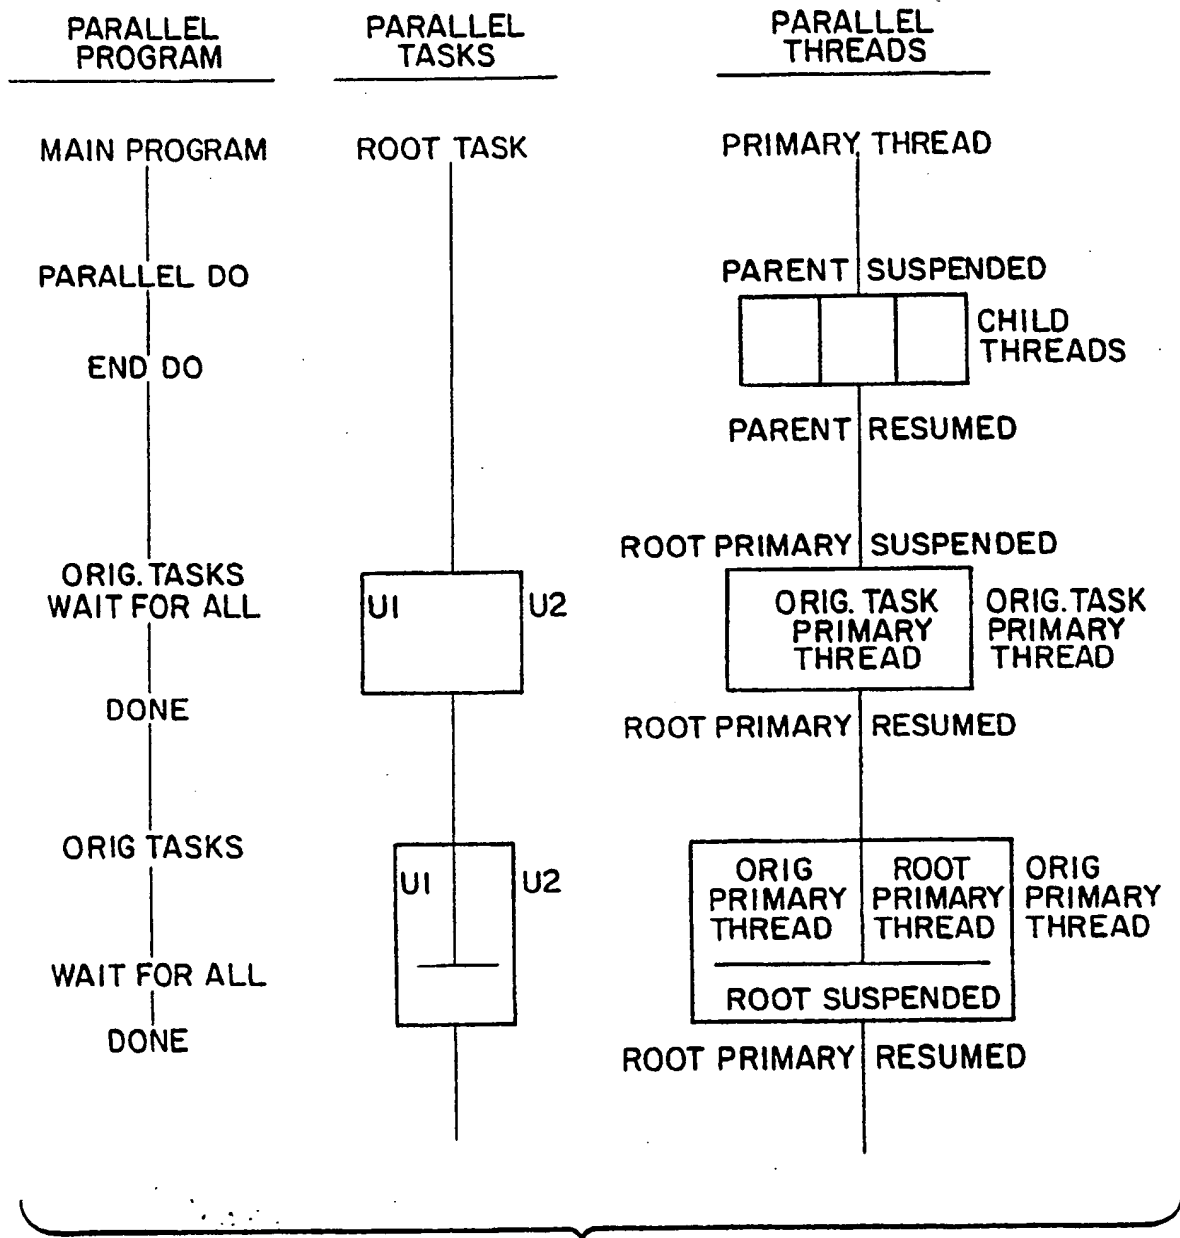 PARALLEL PROGRAM
PARALLEL TASKS
PARALLEL THREADS
MAIN PROGRAM
ROOT TASK
PRIMARY THREAD
PARALLEL DO
PARENT SUSPENDED
CHILD THREADS
END DO
PARENT RESUMED
ROOT PRIMARY SUSPENDED
ORIG. TASKS
WAIT FOR ALL
U1
U2
ORIG. TASK
PRIMARY
THREAD
ORIG. TASK
PRIMARY
THREAD
DONE
ROOT PRIMARY RESUMED
ORIG TASKS
U1
U2
ORIG
PRIMARY
THREAD
ROOT
PRIMARY
THREAD
ORIG
PRIMARY
THREAD
WAIT FOR ALL
ROOT SUSPENDED
DONE
ROOT PRIMARY RESUMED